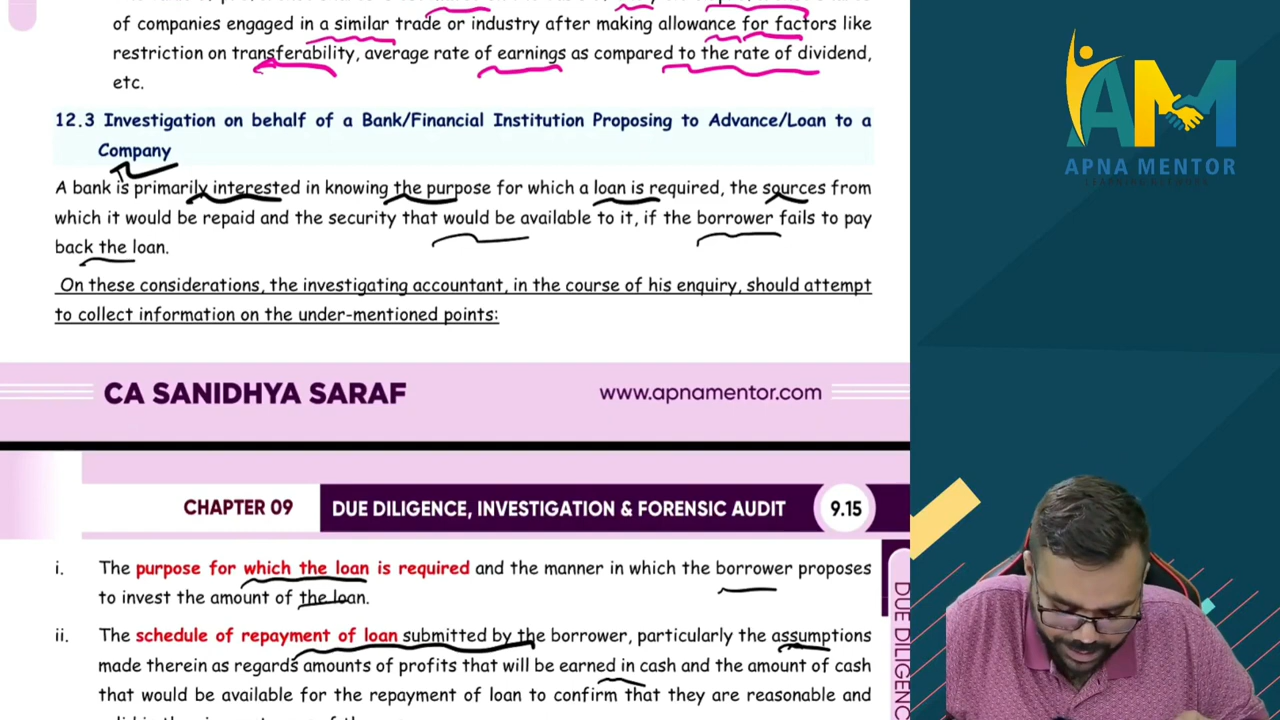 of companies engaged in a similar trade or industry after making allowance for factors like
restriction on transferability, average rate of earnings as compared to the rate of dividend,
etc.
12.3 Investigation on behalf of a Bank/Financial Institution Proposing to Advance/Loan to a
Company
A bank is primarily interested in knowing the purpose for which a loan is required, the sources from
which it would be repaid and the security that would be available to it, if the borrower fails to pay
back the loan.
On these considerations, the investigating accountant, in the course of his enquiry, should attempt
to collect information on the under-mentioned points:
CA SANIDHYA SARAF
www.apnamentor.com
CHAPTER 09
DUE DILIGENCE, INVESTIGATION & FORENSIC AUDIT
9.15
i. The purpose for which the loan is required and the manner in which the borrower proposes
to invest the amount of the loan.
ii. The schedule of repayment of loan submitted by the borrower, particularly the assumptions
made therein as regards amounts of profits that will be earned in cash and the amount of cash
that would be available for the repayment of loan to confirm that they are reasonable and
DUE
AM
APNA MENTOR